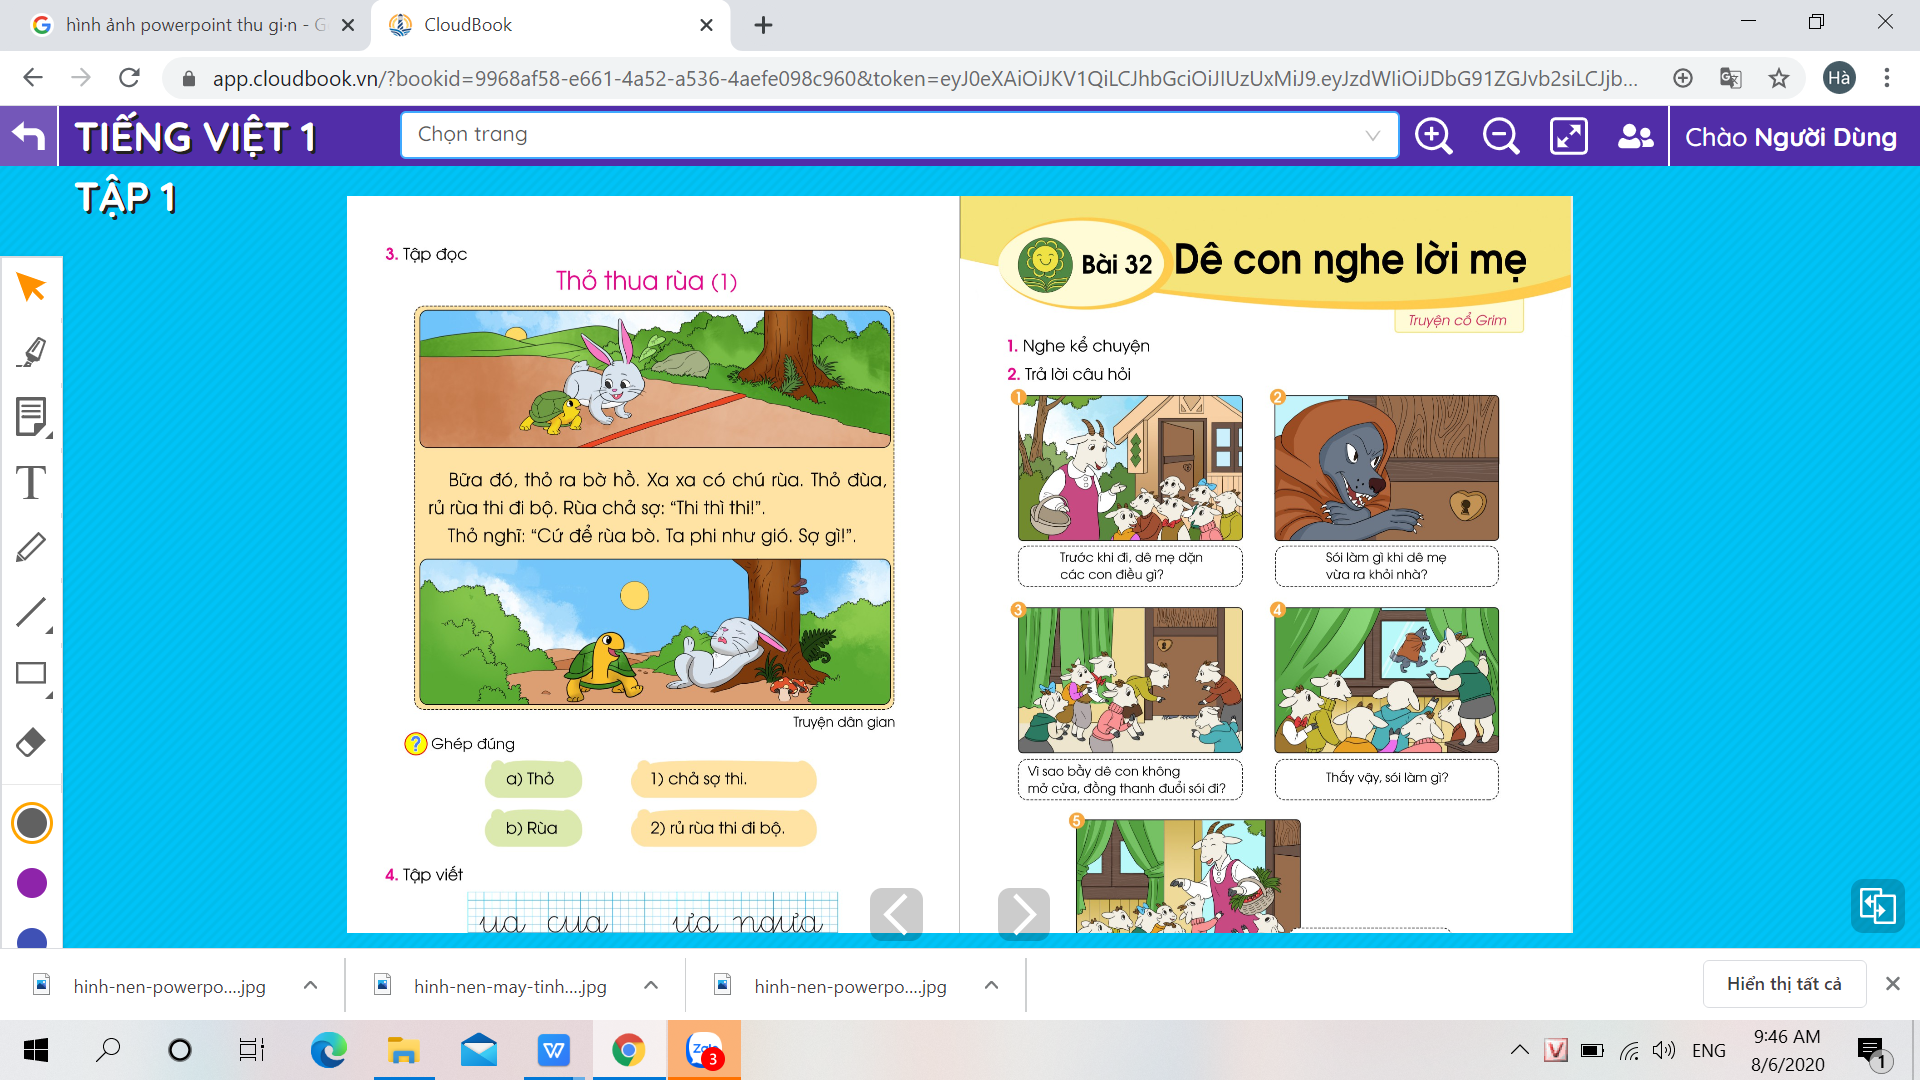 hình ảnh powerpoint thu gi·n - G
CloudBook
app.cloudbook.vn/?bookid=9968af58-e661-4a52-a536-4aefe098c960&token=eyJ0eXAiOiJKV1QiLCJhbGciOiJIUzUxMiJ9.eyJzdWIiOiJDbG91ZGJvb2siLCJjb...
Hà
TIẾNG VIỆT 1
TẬP 1
Chọn trang
Chào Người Dùng
3. Tập đọc
Thỏ thua rùa (1)
Bữa đó, thỏ ra bờ hồ. Xa xa có chú rùa. Thỏ đùa,
rủ rùa thi đi bộ. Rùa chả sợ: “Thi thì thi!”.
Thỏ nghĩ: “Cứ để rùa bò. Ta phi như gió. Sợ gì!”.
Truyện dân gian
? Ghép đúng
a) Thỏ
1) chả sợ thi.
b) Rùa
2) rủ rùa thi đi bộ.
4. Tập viết
ua cua ưa ngựa
Bài 32
Dê con nghe lời mẹ
Truyện cổ Grim
1. Nghe kể chuyện
2. Trả lời câu hỏi
1
2
Trước khi đi, dê mẹ dặn
các con điều gì?
Sói làm gì khi dê mẹ
vừa ra khỏi nhà?
3
4
Vì sao bầy dê con không
mở cửa, đồng thanh đuổi sói đi?
Thấy vậy, sói làm gì?
5
T
hinh-nen-powerpo....jpg
hinh-nen-may-tinh....jpg
hinh-nen-powerpo....jpg
Hiển thị tất cả
W
Zalo
3
V
ENG
9:46 AM
8/6/2020
1